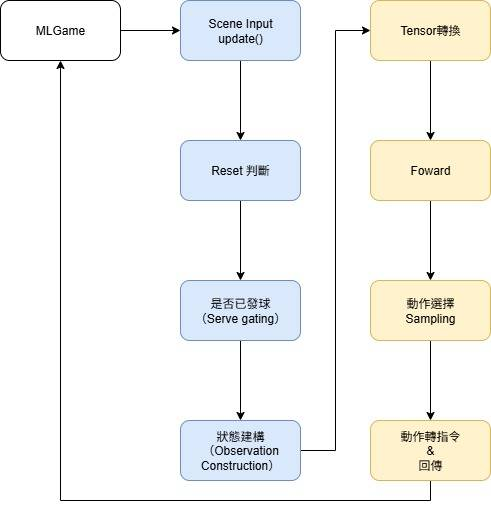 MLGame
Scene Input
update()
Reset 判斷
是否已發球
（Serve gating）
狀態建構
（Observation
Construction）
Tensor轉換
Foward
動作選擇
Sampling
動作轉指令
&
回傳